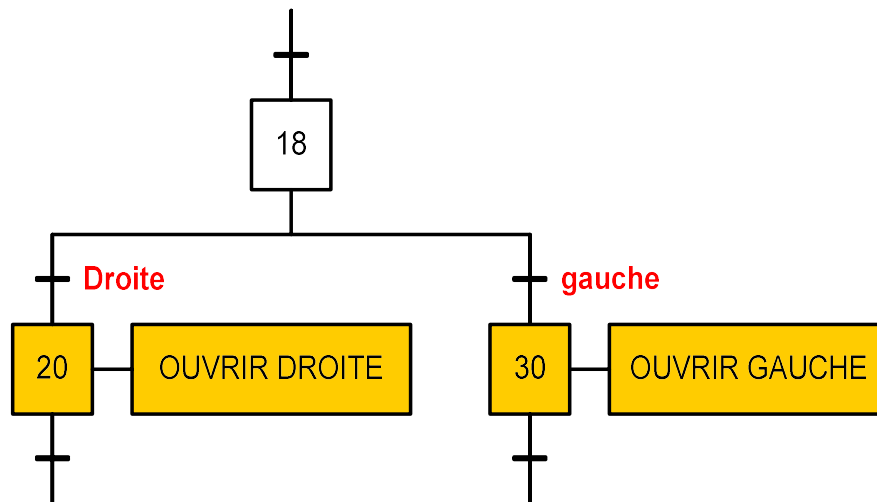 18
Droite
gauche
20
OUVRIR DROITE
30
OUVRIR GAUCHE